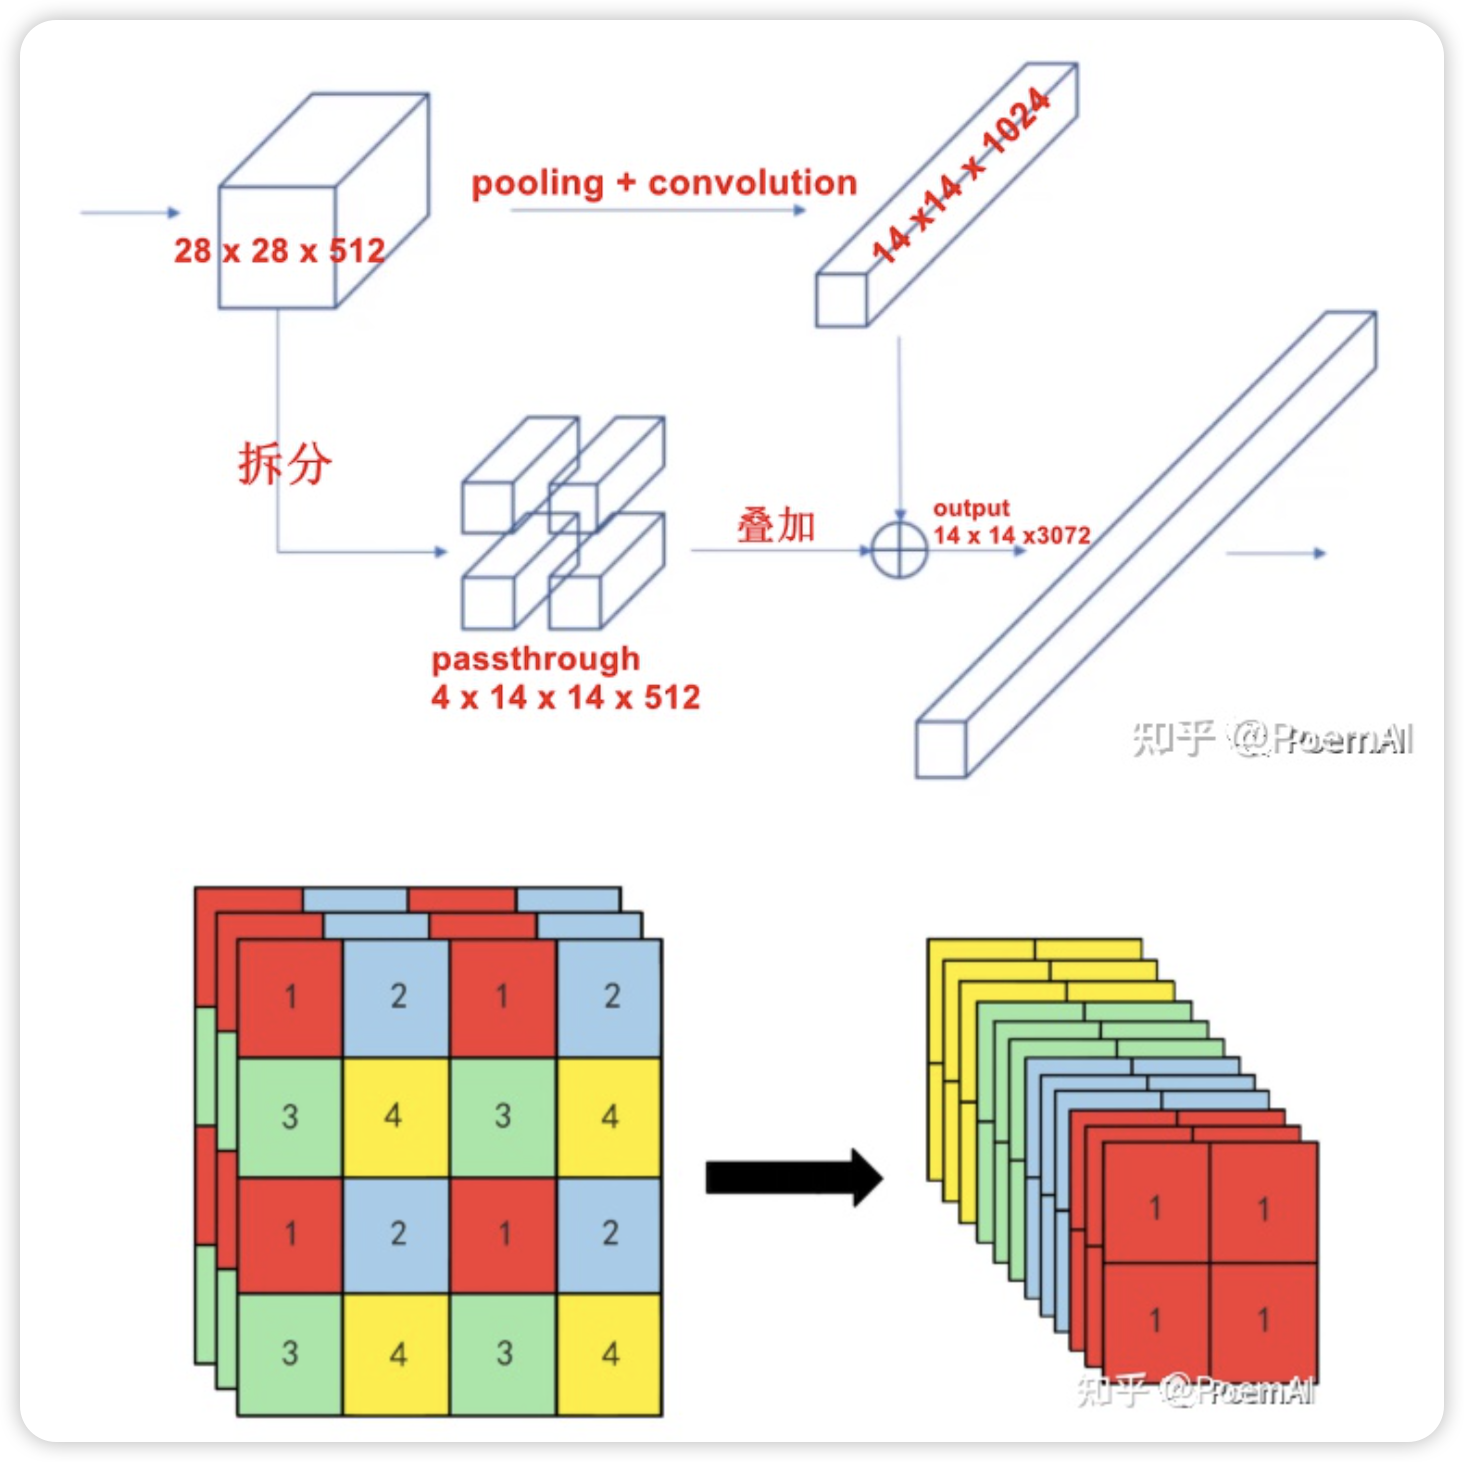 28 x 28 x 512
pooling + convolution
14 x14 x 1024
拆分
叠加
output
14 x 14 x3072
passthrough
4 x 14 x 14 x 512
知乎 @PoemAI
1 2 1 2
3 4 3 4
1 2 1 2
3 4 3 4
1 1
1 1
知乎 @PoemAI